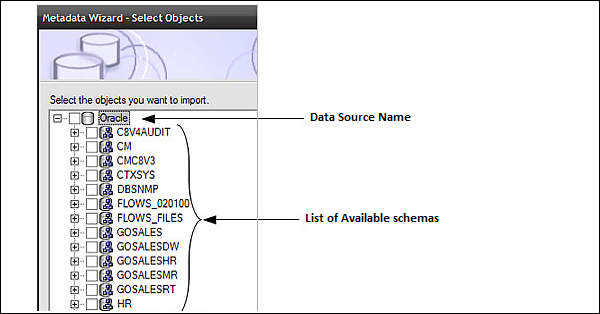 Metadata Wizard - Select Objects
Select the objects you want to import.
Oracle
Data Source Name
C8V4AUDIT
CM
CMC8V3
CTXSYS
DBSNMP
FLOWS_020100
FLOWS_FILES
List of Available schemas
GOSALES
GOSALESDW
GOSALESHR
GOSALESMR
GOSALESRT
HR